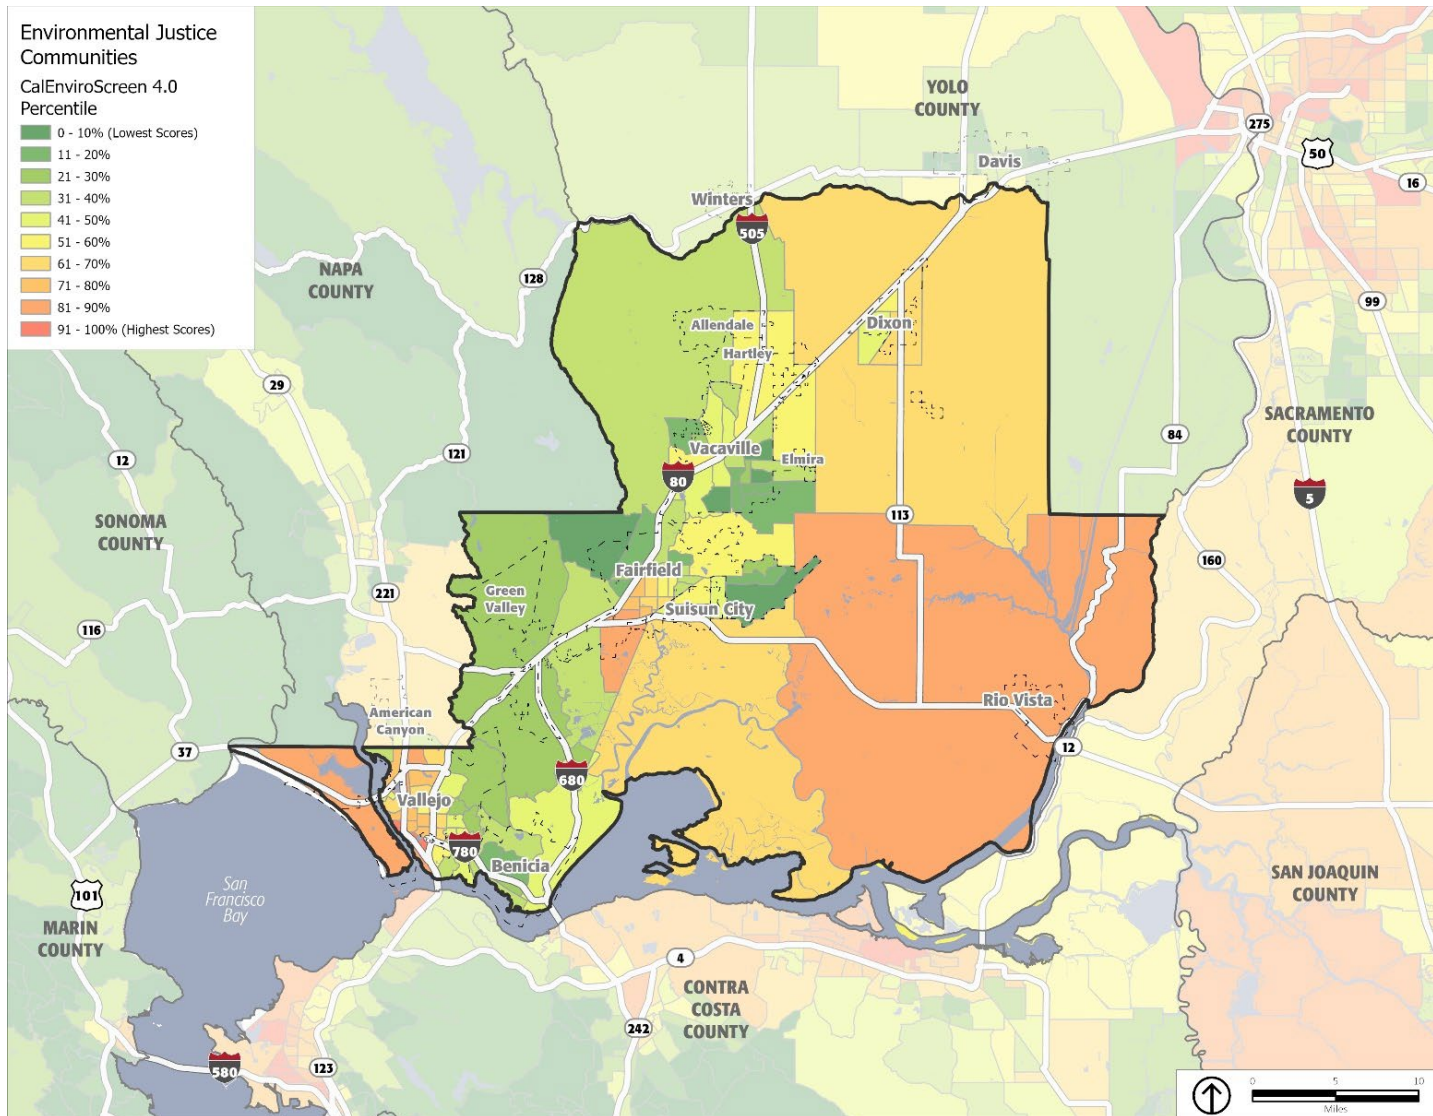 Environmental Justice
Communities
CalEnviroScreen 4.0
Percentile
0 - 10% (Lowest Scores)
11 - 20%
21 - 30%
31 - 40%
41 - 50%
51 - 60%
61 - 70%
71 - 80%
81 - 90%
91 - 100% (Highest Scores)
YOLO
COUNTY
275
50
Davis
16
Winters
505
NAPA
COUNTY
128
99
Allendale
Dixon
Hartley
29
SACRAMENTO
COUNTY
84
12
121
Vacaville
Elmira
80
5
SONOMA
COUNTY
113
160
Fairfield
221
Green
Valley
Suisun City
116
Rio Vista
American
Canyon
37
12
680
Vallejo
780
Benicia
San
Francisco
Bay
101
MARIN
COUNTY
SAN JOAQUIN
COUNTY
4
CONTRA
COSTA
COUNTY
242
580
123
0 5 10
Miles